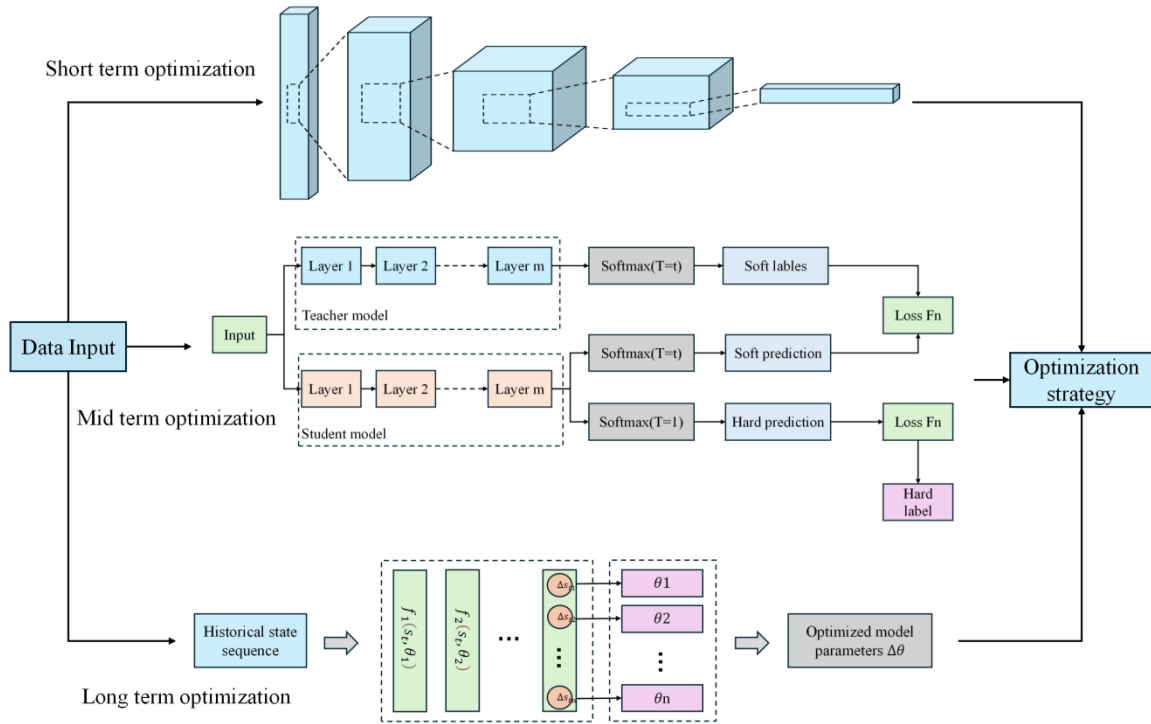 Short term optimization
Layer 1
Layer 2
Layer m
Softmax(T=t)
Soft lables
Teacher model
Loss Fn
Data Input
Input
Softmax(T=t)
Soft prediction
Optimization
strategy
Layer 1
Layer 2
Layer m
Mid term optimization
Softmax(T=1)
Hard prediction
Loss Fn
Student model
Hard
label
f₁(sₜ,θ₁)
f₂(sₜ,θ₂)
...
Δsₚ₁
θ1
Historical state
sequence
Δsₚ₂
θ2
...
...
Optimized model
parameters Δθ
θn
Long term optimization